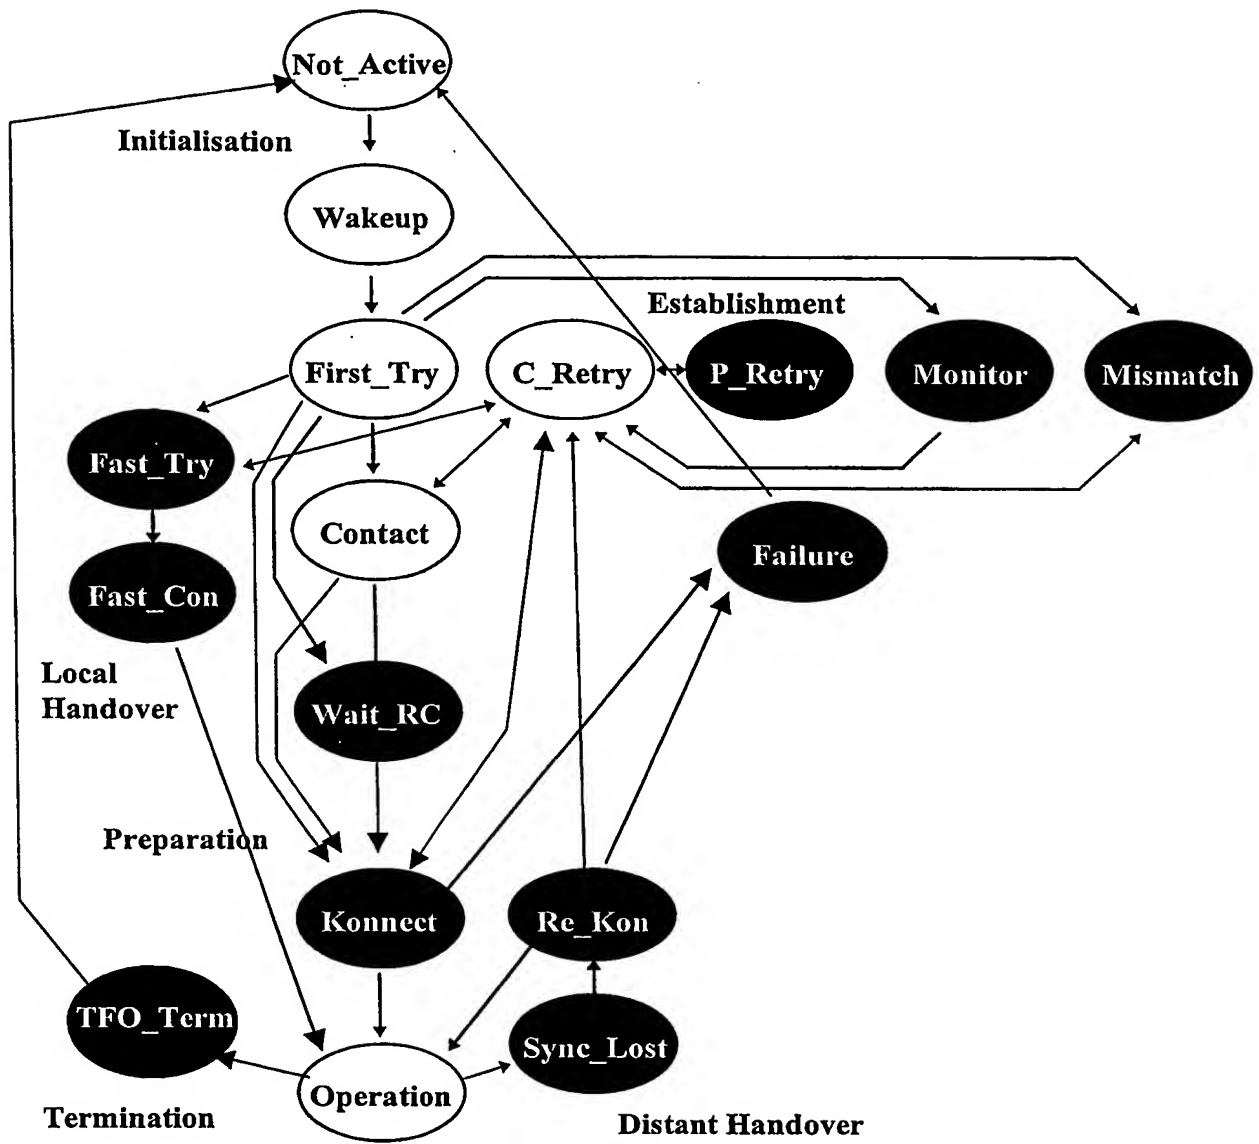 Not_Active
Initialisation
Wakeup
Establishment
First_Try
C_Retry
P_Retry
Monitor
Mismatch
Fast_Try
Contact
Failure
Fast_Con
Local
Handover
Wait_RC
Preparation
Konnect
Re_Kon
TFO_Term
Sync_Lost
Operation
Termination
Distant Handover